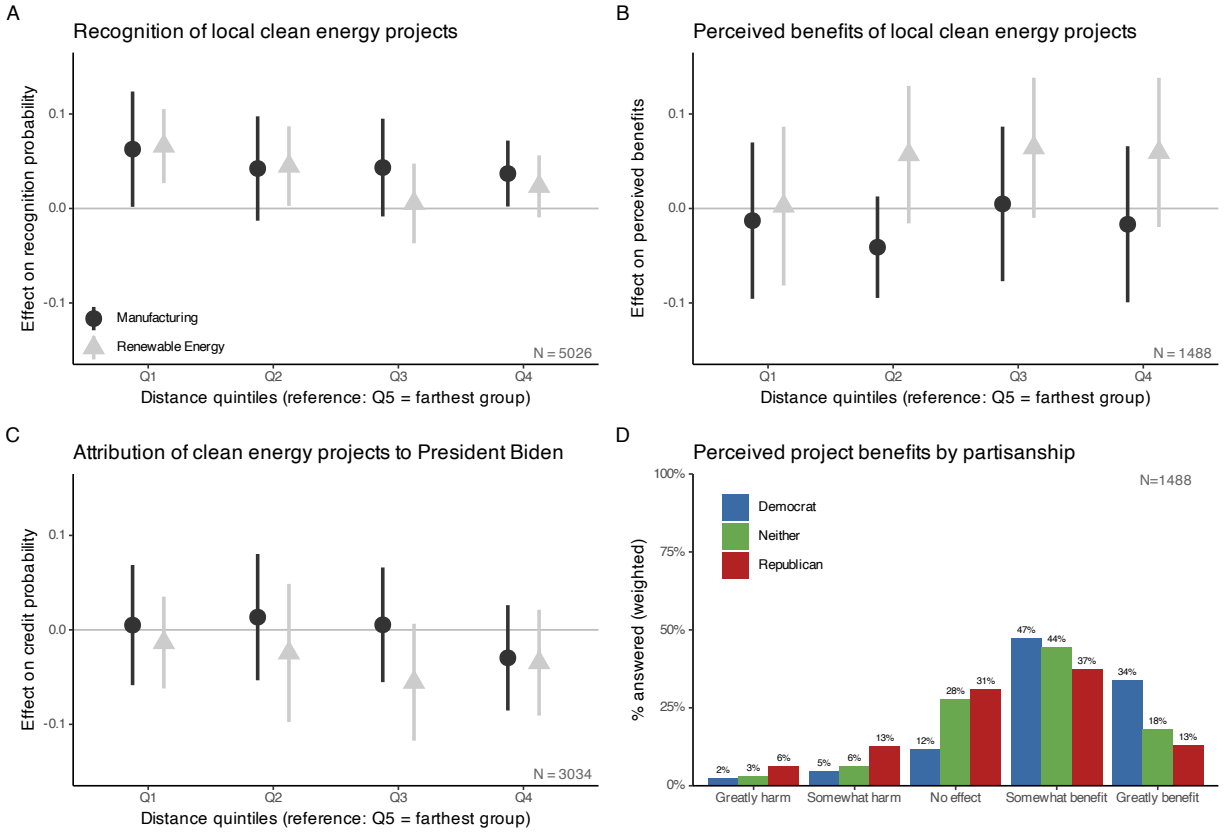 A
Recognition of local clean energy projects
Effect on recognition probability
0.1
0.0
-0.1
Manufacturing
Renewable Energy
N = 5026
Q1
Q2
Q3
Q4
Distance quintiles (reference: Q5 = farthest group)
B
Perceived benefits of local clean energy projects
Effect on perceived benefits
0.1
0.0
-0.1
N = 1488
Q1
Q2
Q3
Q4
Distance quintiles (reference: Q5 = farthest group)
C
Attribution of clean energy projects to President Biden
Effect on credit probability
0.1
0.0
-0.1
N = 3034
Q1
Q2
Q3
Q4
Distance quintiles (reference: Q5 = farthest group)
D
Perceived project benefits by partisanship
% answered (weighted)
100%
75%
50%
25%
0%
N=1488
Democrat
Neither
Republican
2%
3%
6%
5%
6%
13%
12%
28%
31%
47%
44%
37%
34%
18%
13%
Greatly harm
Somewhat harm
No effect
Somewhat benefit
Greatly benefit